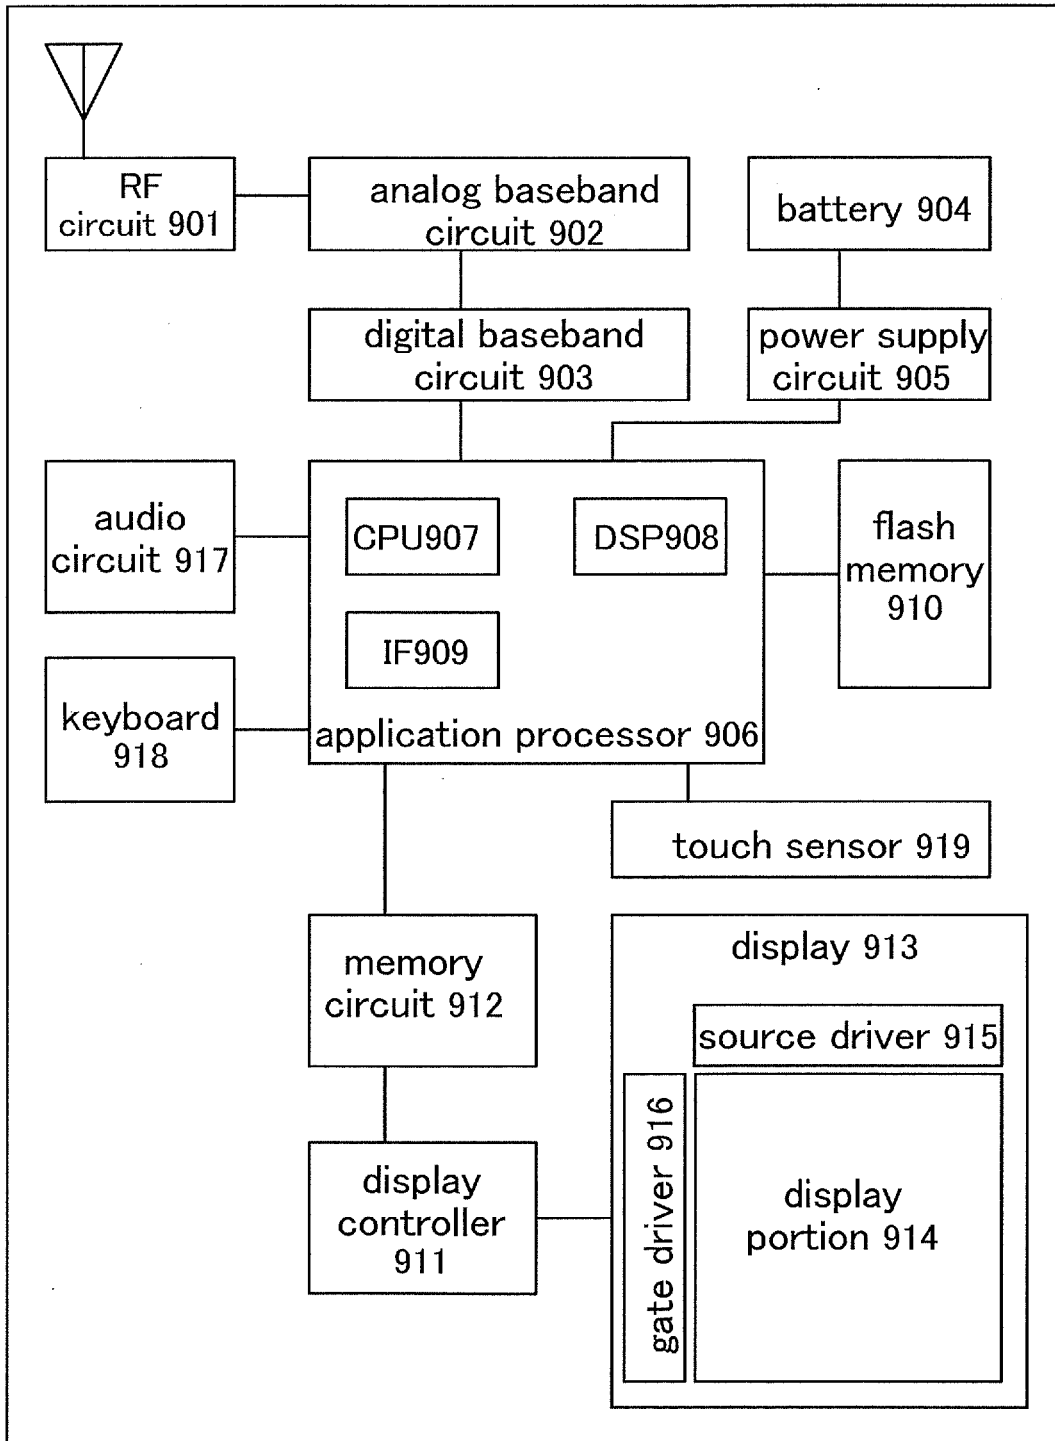 RF
circuit 901
analog baseband
circuit 902
battery 904
digital baseband
circuit 903
power supply
circuit 905
audio
circuit 917
CPU907
DSP908
flash
memory
910
IF909
keyboard
918
application processor 906
touch sensor 919
memory
circuit 912
display 913
source driver 915
gate driver 916
display
portion 914
display
controller
911